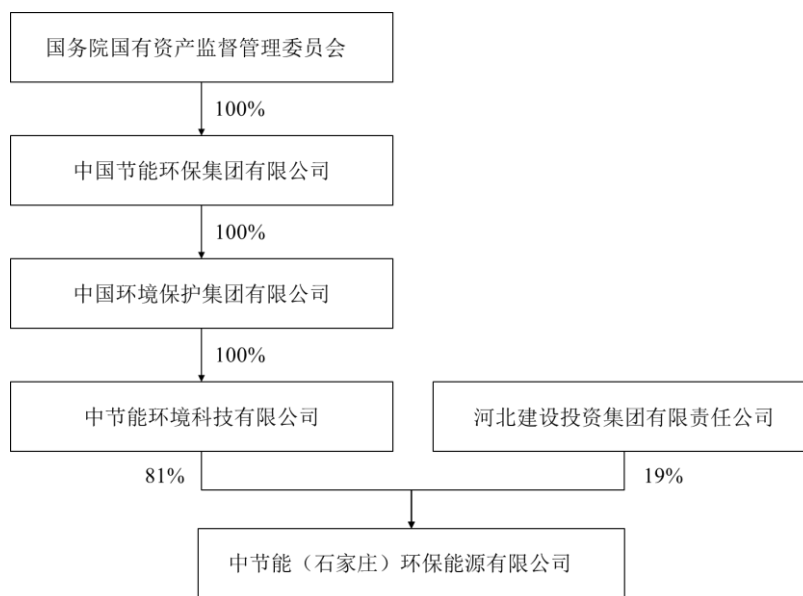 国务院国有资产监督管理委员会
100%
中国节能环保集团有限公司
100%
中国环境保护集团有限公司
100%
中节能环境科技有限公司
河北建设投资集团有限责任公司
81%
19%
中节能（石家庄）环保能源有限公司